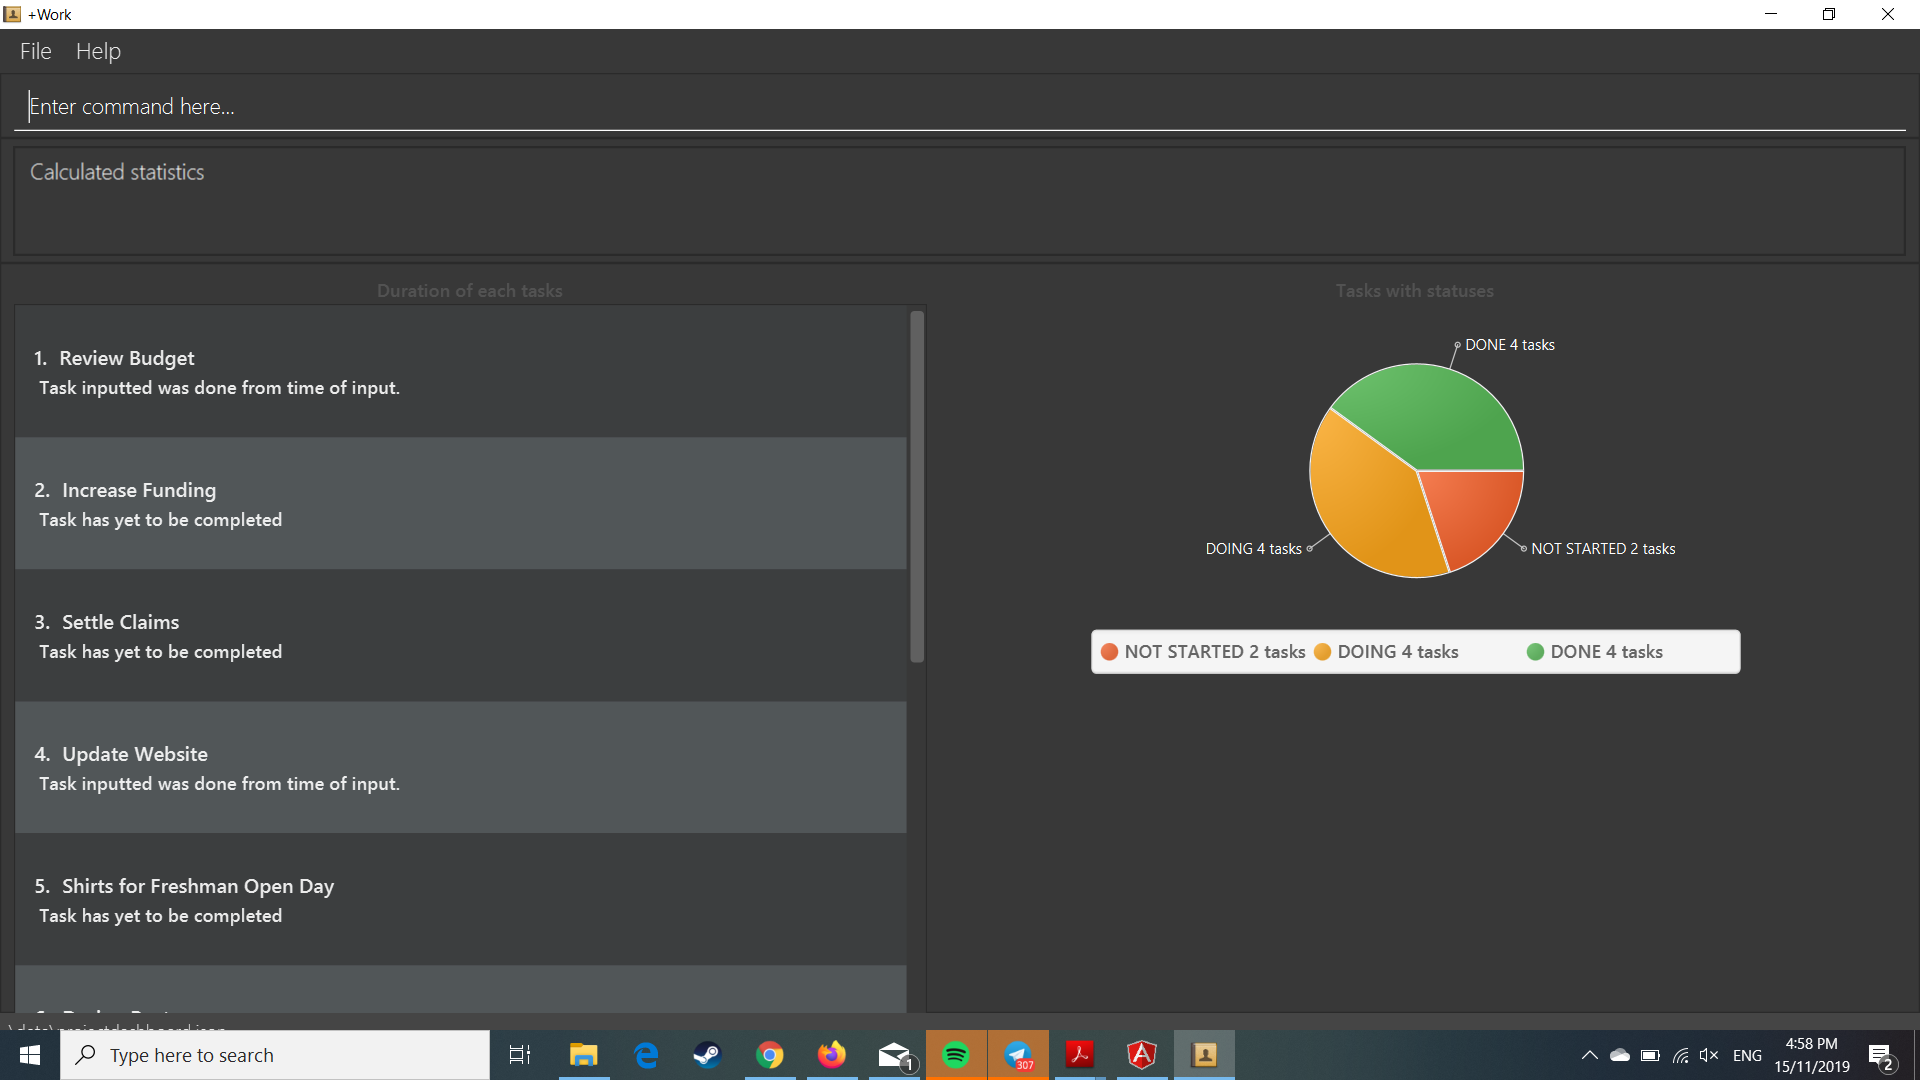 +Work
File Help
Enter command here...
Calculated statistics
Duration of each tasks
1. Review Budget
Task inputted was done from time of input.
2. Increase Funding
Task has yet to be completed
3. Settle Claims
Task has yet to be completed
4. Update Website
Task inputted was done from time of input.
5. Shirts for Freshman Open Day
Task has yet to be completed
Tasks with statuses
DONE 4 tasks
DOING 4 tasks
NOT STARTED 2 tasks
NOT STARTED 2 tasks DOING 4 tasks DONE 4 tasks
Type here to search
1
307
ENG
4:58 PM
15/11/2019
2